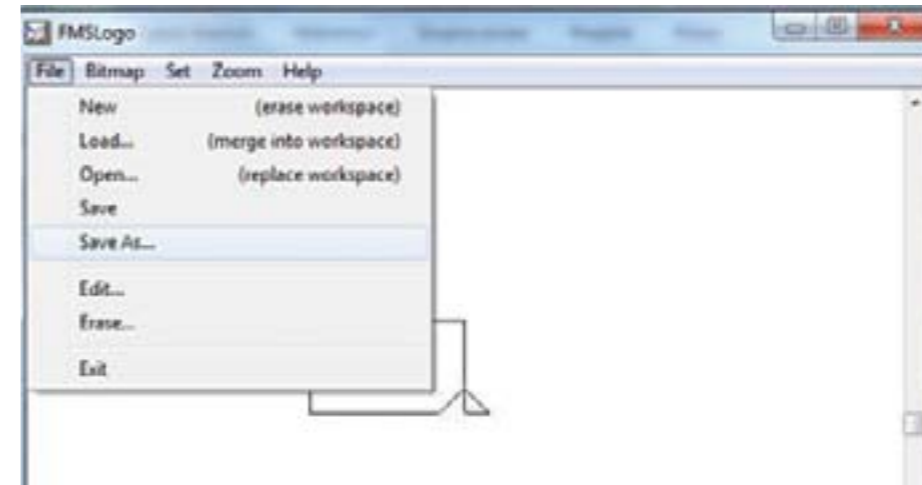 FMSLogo
File Bitmap Set Zoom Help
New (erase workspace)
Load... (merge into workspace)
Open... (replace workspace)
Save
Save As...
Edit...
Erase...
Exit